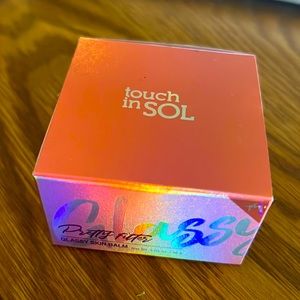 touch
in SOL
Glassy
Pretty Filter
GLASSY SKIN BALM